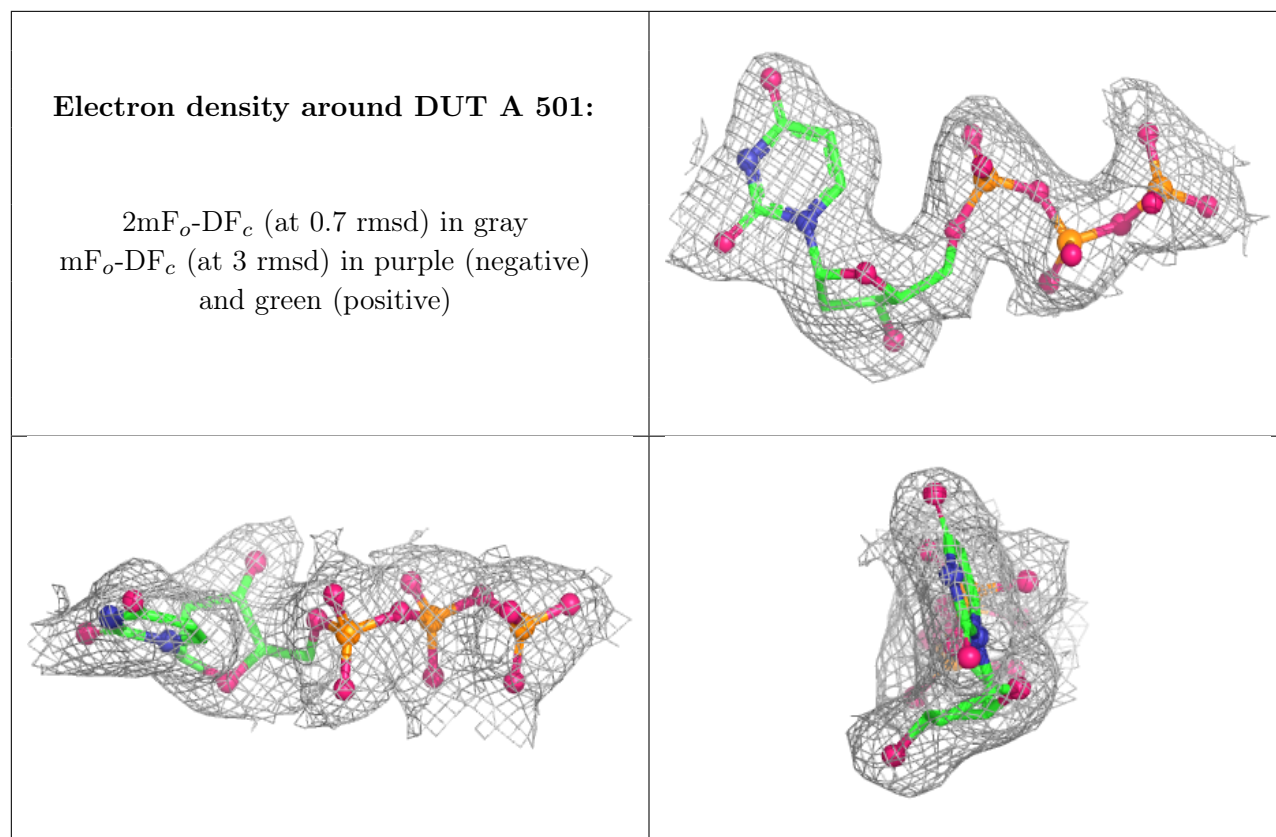 Electron density around DUT A 501:
2mFo-DFc (at 0.7 rmsd) in gray
mFo-DFc (at 3 rmsd) in purple (negative)
and green (positive)